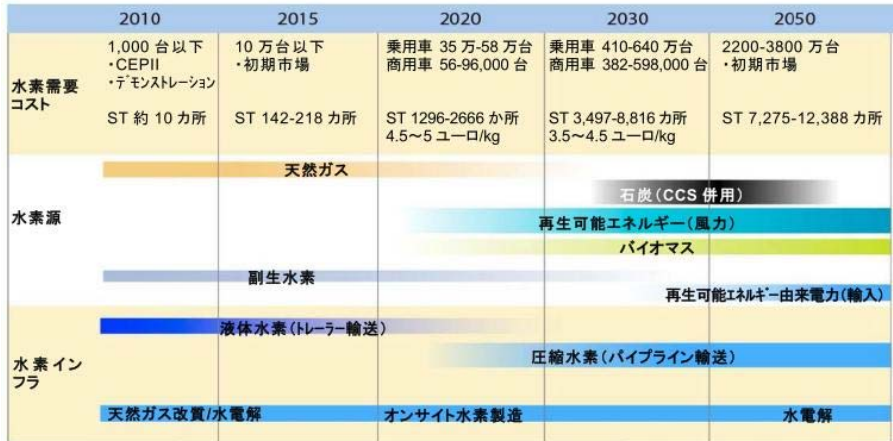 2010 2015 2020 2030 2050
水素需要
コスト
1,000 台以下
・CEPII
・デモンストレーション
ST 約 10 カ所
10 万台以下
・初期市場
ST 142-218 カ所
乗用車 35 万-58 万台
商用車 56-96,000 台
ST 1296-2666 か所
4.5～5 ユーロ/kg
乗用車 410-640 万台
商用車 382-598,000 台
ST 3,497-8,816 カ所
3.5～4.5 ユーロ/kg
2200-3800 万台
・初期市場
ST 7,275-12,388 カ所
水素源
天然ガス
石炭(CCS 併用)
再生可能エネルギー(風力)
バイオマス
副生水素
再生可能エネルギー由来電力(輸入)
水素イン
フラ
液体水素(トレーラー輸送)
圧縮水素(パイプライン輸送)
天然ガス改質/水電解
オンサイト水素製造
水電解